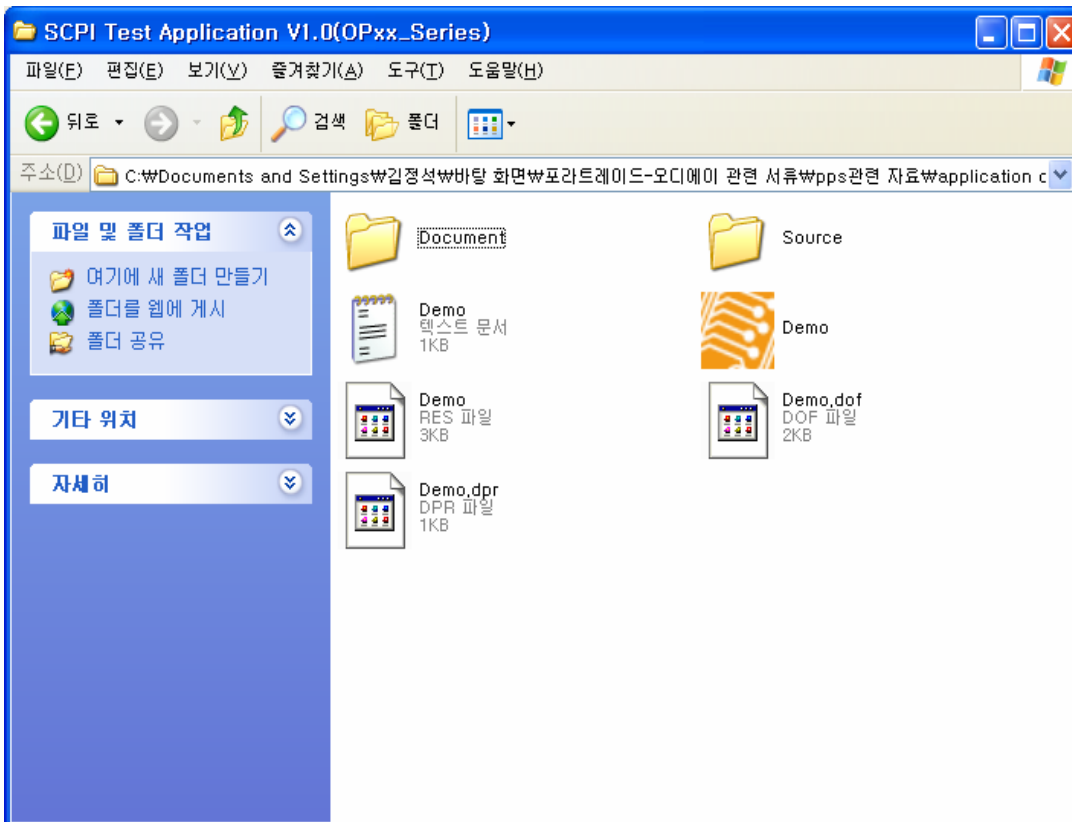 SCPI Test Application V1.0(OPxx_Series)
파일(F) 편집(E) 보기(V) 즐겨찾기(A) 도구(T) 도움말(H)
뒤로 검색 폴더
주소(D) C:₩Documents and Settings₩김정석₩바탕 화면₩포라트레이드-오디에이 관련 서류₩pps관련 자료₩application c
파일 및 폴더 작업
여기에 새 폴더 만들기
폴더를 웹에 게시
폴더 공유
기타 위치
자세히
Document
Source
Demo
텍스트 문서
1KB
Demo
Demo
RES 파일
3KB
Demo,dof
DOF 파일
2KB
Demo,dpr
DPR 파일
1KB